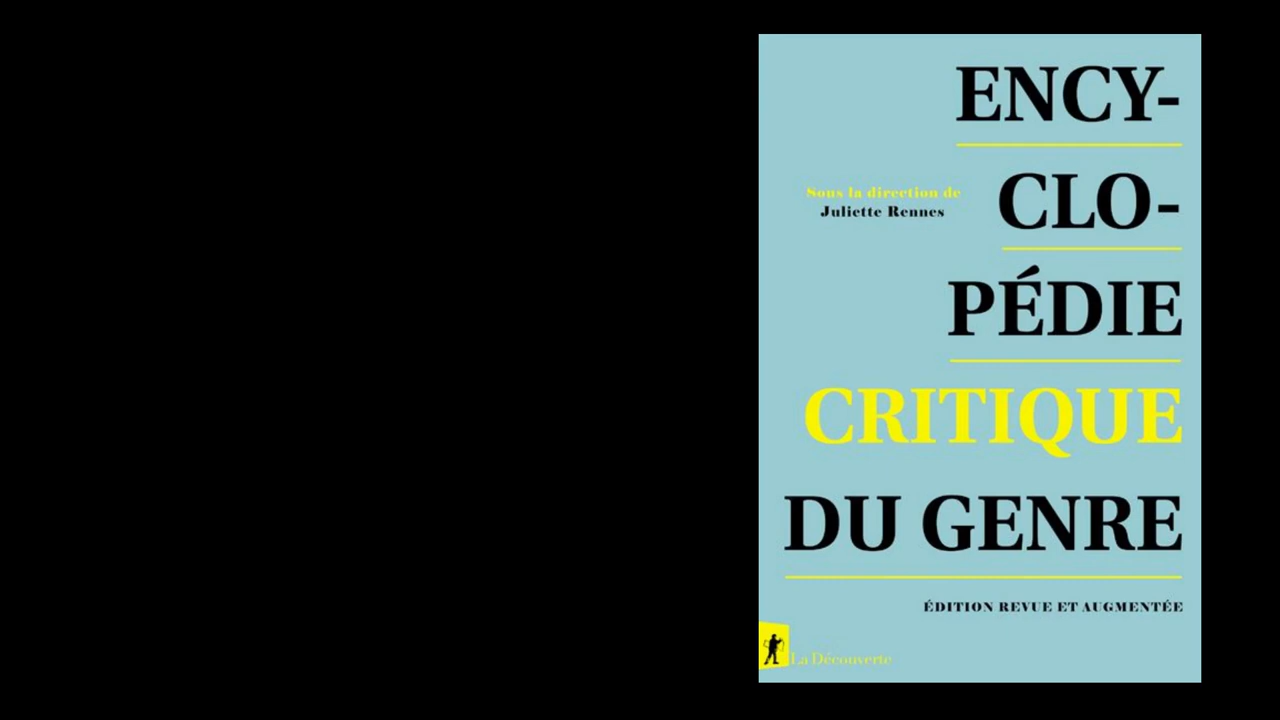 ENCY-
Sous la direction de
Juliette Rennes
CLO-
PÉDIE
CRITIQUE
DU GENRE
ÉDITION REVUE ET AUGMENTÉE
La Découverte